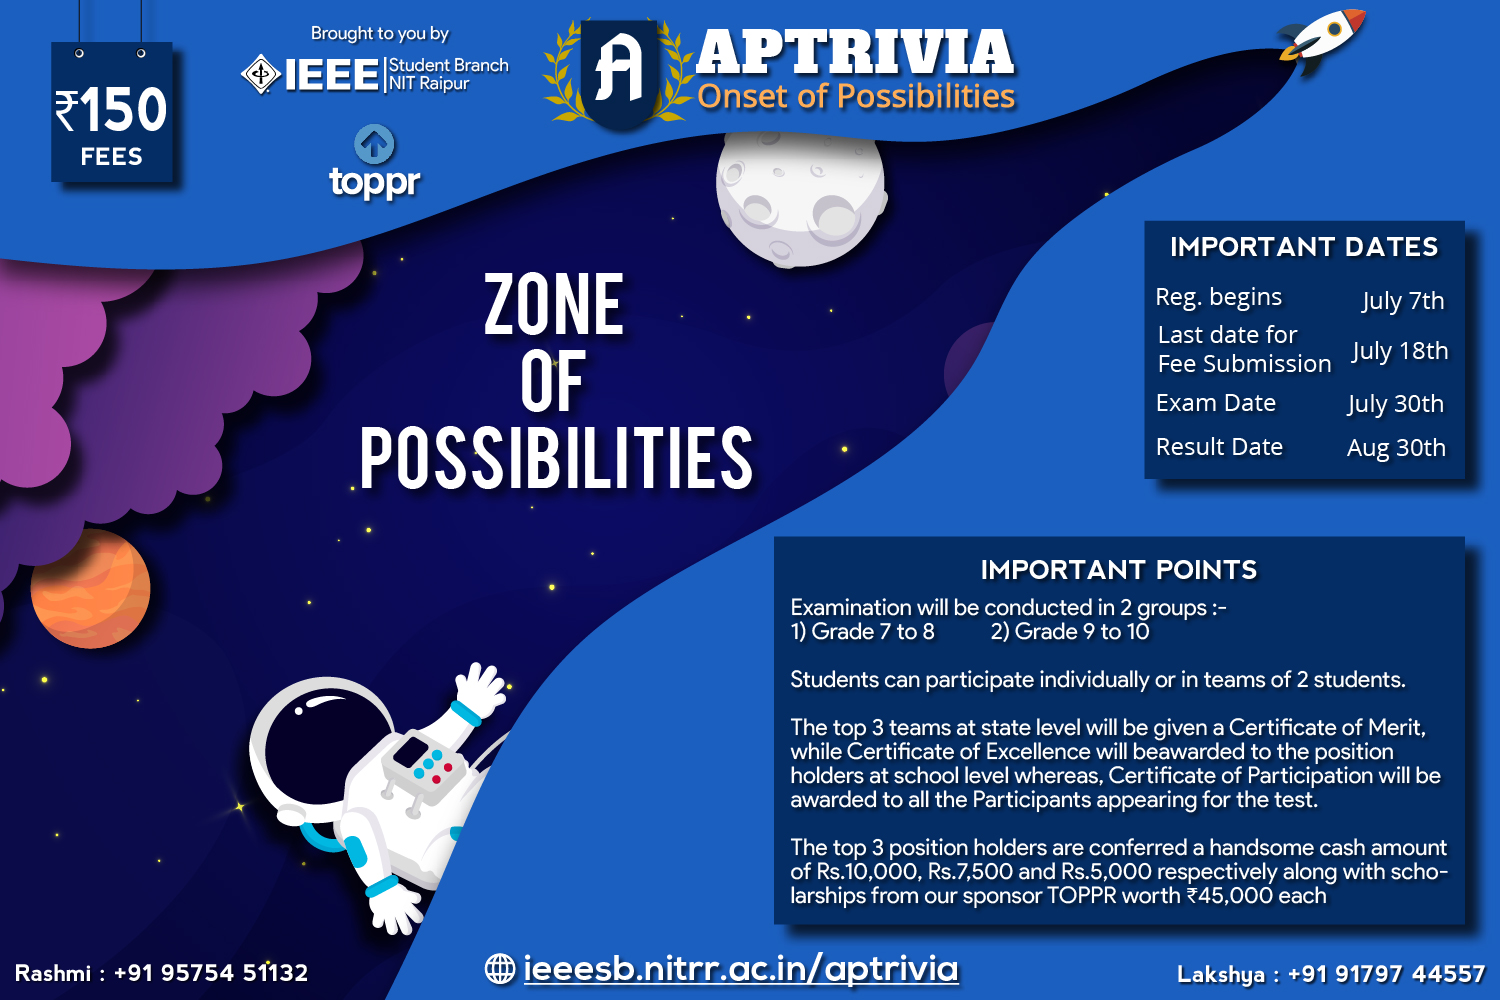 ₹150
FEES
Brought to you by
IEEE Student Branch
NIT Raipur
toppr
A
APTRIVIA
Onset of Possibilities
ZONE
OF
POSSIBILITIES
IMPORTANT DATES
Reg. begins July 7th
Last date for
Fee Submission July 18th
Exam Date July 30th
Result Date Aug 30th
IMPORTANT POINTS
Examination will be conducted in 2 groups :-
1) Grade 7 to 8 2) Grade 9 to 10
Students can participate individually or in teams of 2 students.
The top 3 teams at state level will be given a Certificate of Merit,
while Certificate of Excellence will beawarded to the position
holders at school level whereas, Certificate of Participation will be
awarded to all the Participants appearing for the test.
The top 3 position holders are conferred a handsome cash amount
of Rs.10,000, Rs.7,500 and Rs.5,000 respectively along with scho-
larships from our sponsor TOPPR worth ₹45,000 each
Rashmi : +91 95754 51132
ieeesb.nitrr.ac.in/aptrivia
Lakshya : +91 91797 44557